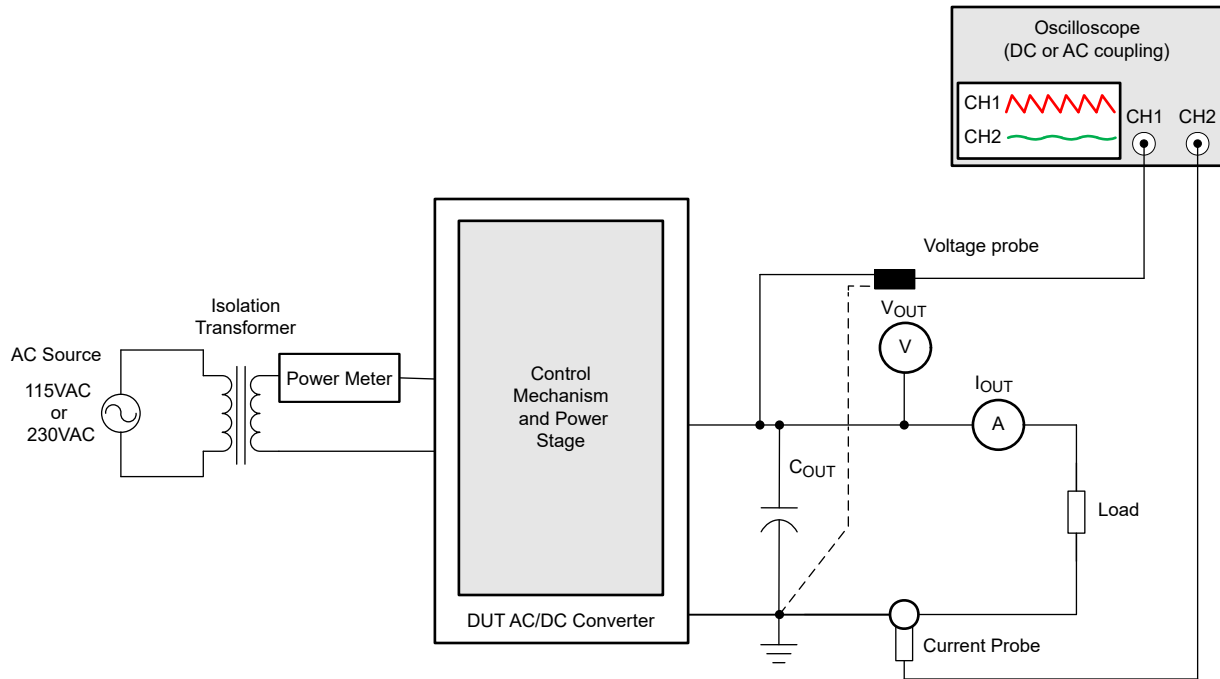 Oscilloscope
(DC or AC coupling)
CH1
CH2
CH1
CH2
Voltage probe
Isolation
Transformer
VOUT
V
AC Source
115VAC
or
230VAC
Power Meter
Control
Mechanism
and Power
Stage
IOUT
A
COUT
Load
DUT AC/DC Converter
Current Probe